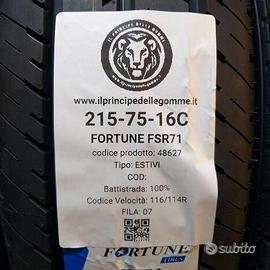 IL PRINCIPE DELLE GOMME
www.ilprincipedellegomme.it
215-75-16C
FORTUNE FSR71
codice prodotto: 48627
Tipo: ESTIVI
COD:
Battistrada: 100%
Codice Velocità: 116/114R
FILA: 07
subito
FORTUNE
TIRES